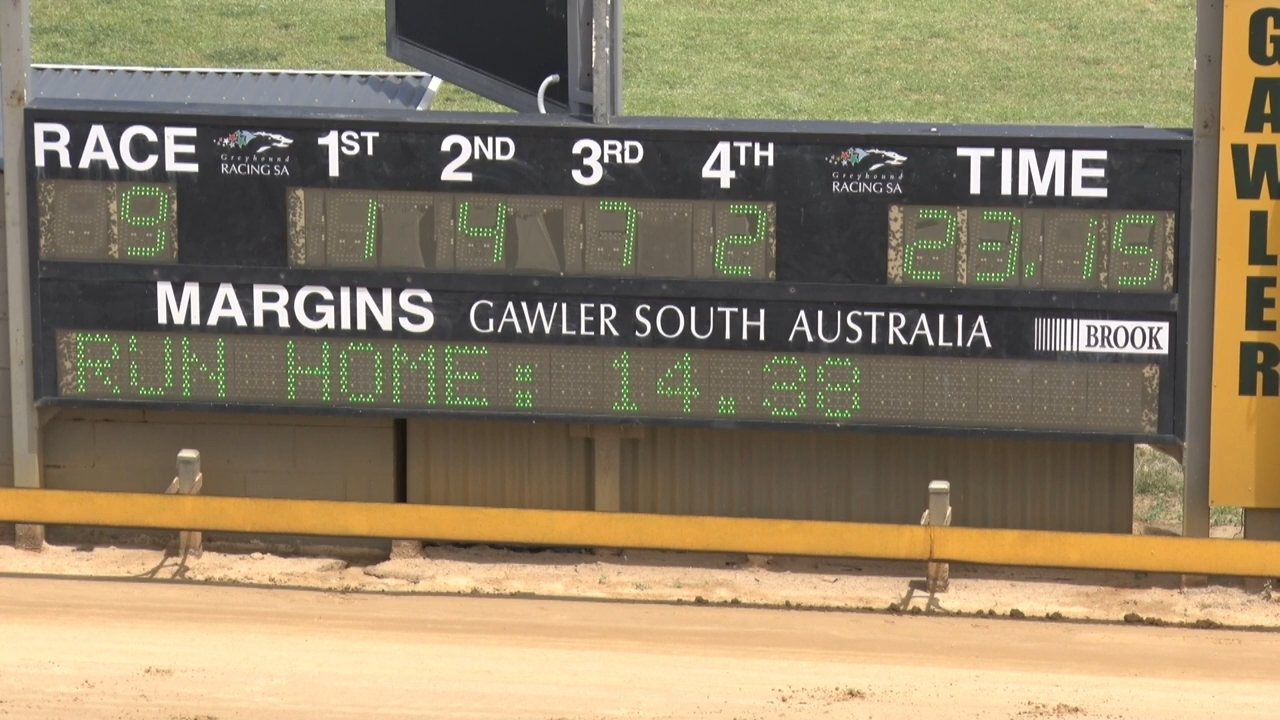 RACE 1ST 2ND 3RD 4TH TIME
Greyhound RACING SA
Greyhound RACING SA
9 1 4 7 2 23.15
MARGINS GAWLER SOUTH AUSTRALIA BROOK
RUN HOME: 14.38
GAWLER